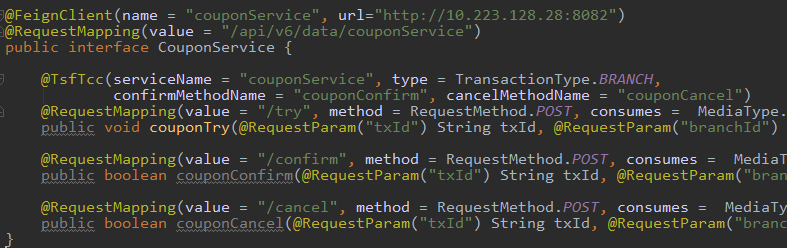 @FeignClient(name = "couponService", url="http://10.223.128.28:8082")
@RequestMapping(value = "/api/v6/data/couponService")
public interface CouponService {
@TsfTcc(serviceName = "couponService", type = TransactionType.BRANCH,
confirmMethodName = "couponConfirm", cancelMethodName = "couponCancel")
@RequestMapping(value = "/try", method = RequestMethod.POST, consumes = MediaType.
public void couponTry(@RequestParam("txId") String txId, @RequestParam("branchId")
@RequestMapping(value = "/confirm", method = RequestMethod.POST, consumes = MediaT
public boolean couponConfirm(@RequestParam("txId") String txId, @RequestParam("bran
@RequestMapping(value = "/cancel", method = RequestMethod.POST, consumes = MediaTy
public boolean couponCancel(@RequestParam("txId") String txId, @RequestParam("branc
}